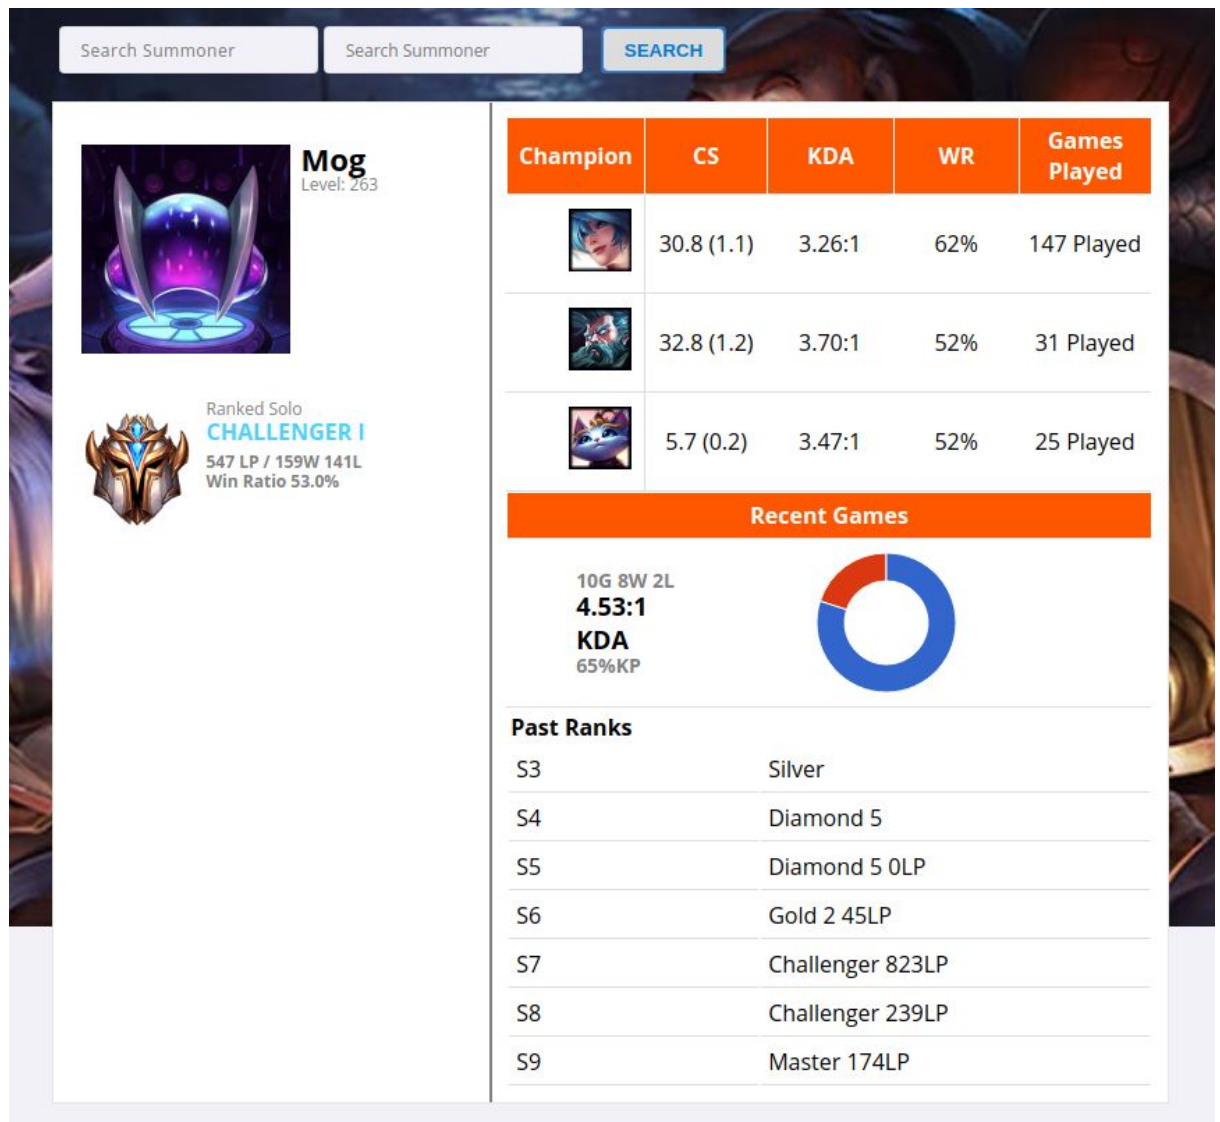 Search Summoner Search Summoner SEARCH
Mog
Level: 263
Ranked Solo
CHALLENGER I
547 LP / 159W 141L
Win Ratio 53.0%
Champion CS KDA WR Games Played
30.8 (1.1) 3.26:1 62% 147 Played
32.8 (1.2) 3.70:1 52% 31 Played
5.7 (0.2) 3.47:1 52% 25 Played
Recent Games
10G 8W 2L
4.53:1
KDA
65%KP
Past Ranks
S3 Silver
S4 Diamond 5
S5 Diamond 5 0LP
S6 Gold 2 45LP
S7 Challenger 823LP
S8 Challenger 239LP
S9 Master 174LP